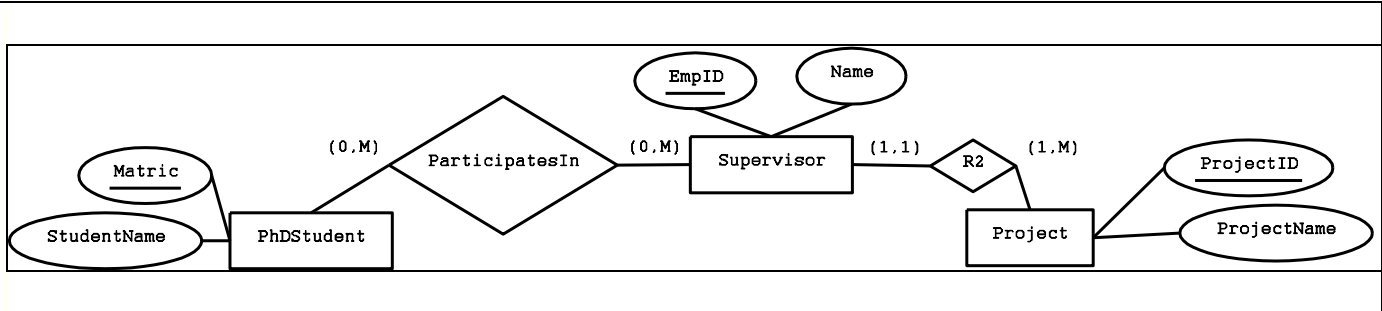 EmpID
Name
(0,M)
ParticipatesIn
(0,M)
Supervisor
(1,1)
R2
(1,M)
ProjectID
Matric
StudentName
PhDStudent
Project
ProjectName